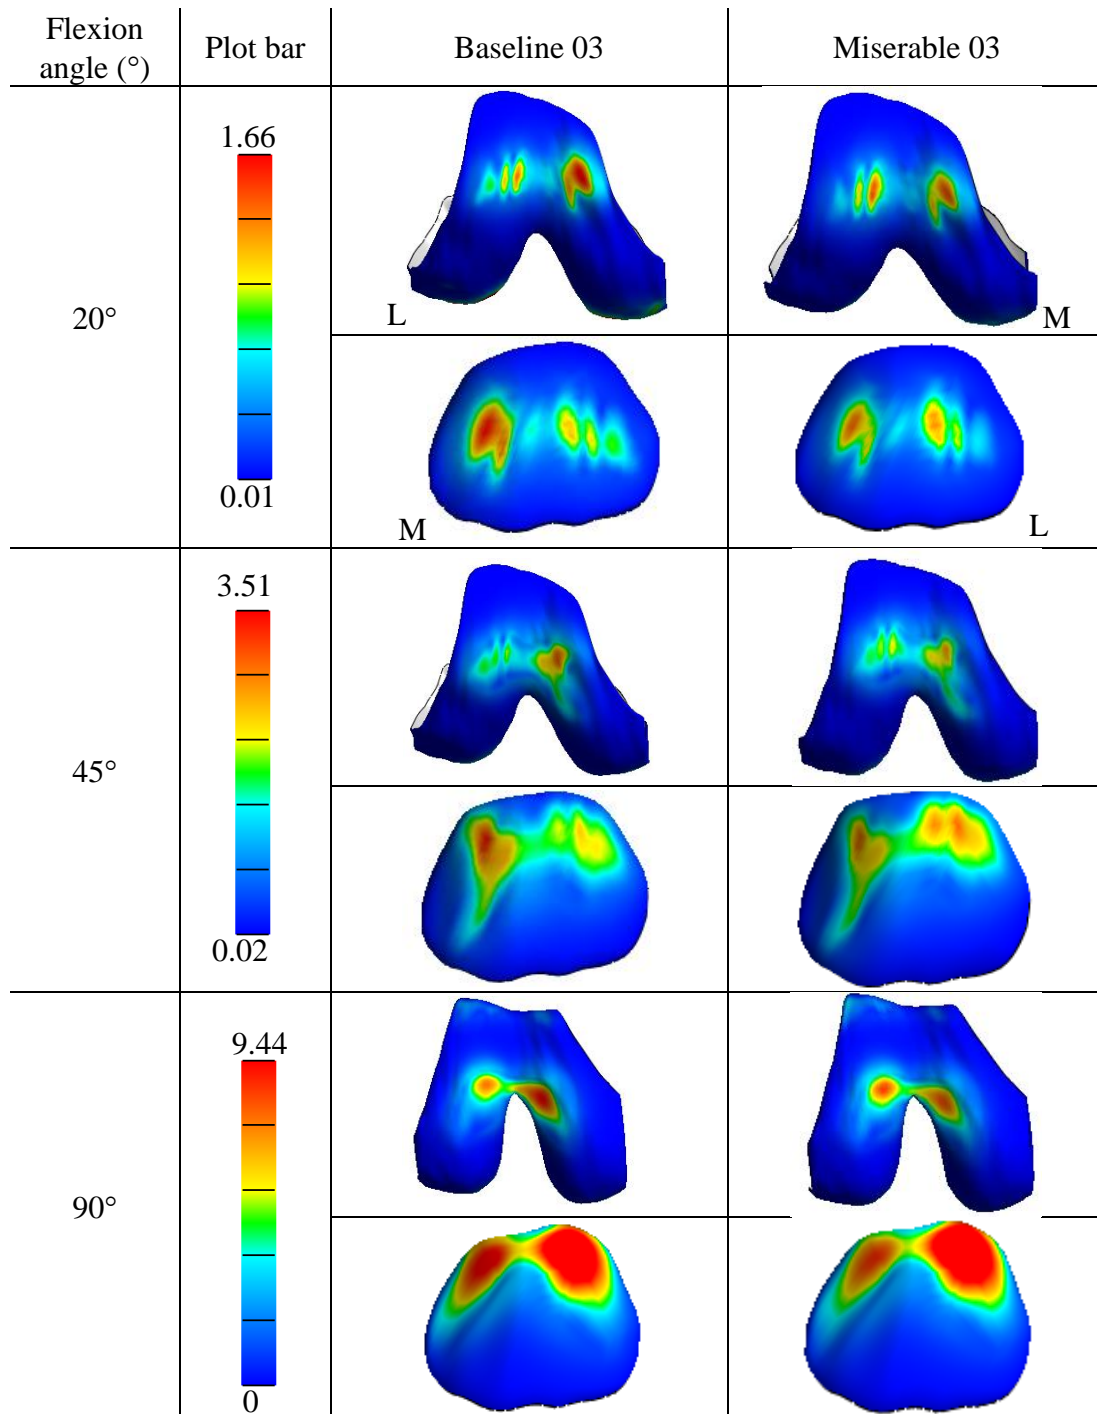 Flexion
angle (°)
Plot bar
Baseline 03
Miserable 03
20°
1.66
0.01
L
M
M
L
45°
3.51
0.02
90°
9.44
0